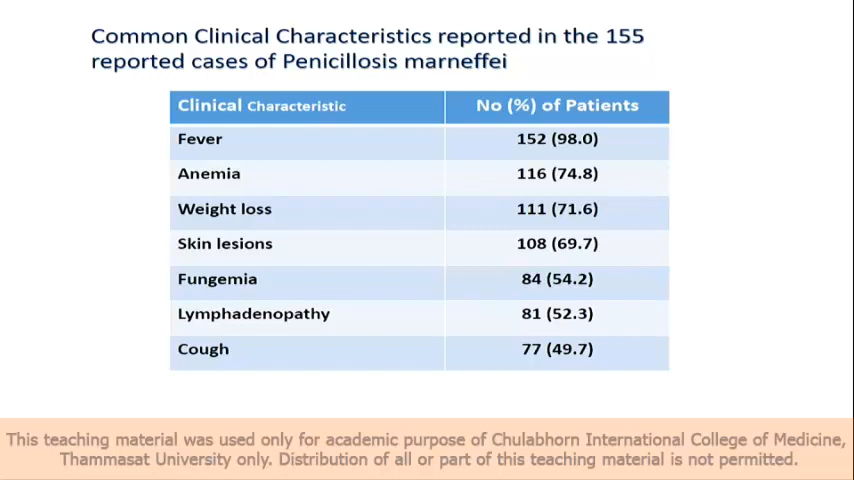 Common Clinical Characteristics reported in the 155
reported cases of Penicillosis marneffei
Clinical Characteristic No (%) of Patients
Fever 152 (98.0)
Anemia 116 (74.8)
Weight loss 111 (71.6)
Skin lesions 108 (69.7)
Fungemia 84 (54.2)
Lymphadenopathy 81 (52.3)
Cough 77 (49.7)
This teaching material was used only for academic purpose of Chulabhorn International College of Medicine,
Thammasat University only. Distribution of all or part of this teaching material is not permitted.